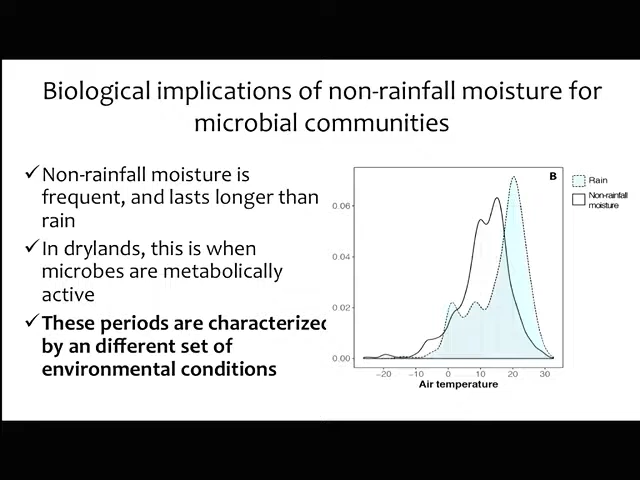 Biological implications of non-rainfall moisture for
microbial communities
✓Non-rainfall moisture is
frequent, and lasts longer than
rain
✓In drylands, this is when
microbes are metabolically
active
✓These periods are characterized
by an different set of
environmental conditions
B
Rain
Non-rainfall
moisture
0.06
0.04
0.02
0.00
-20 -10 0 10 20 30
Air temperature